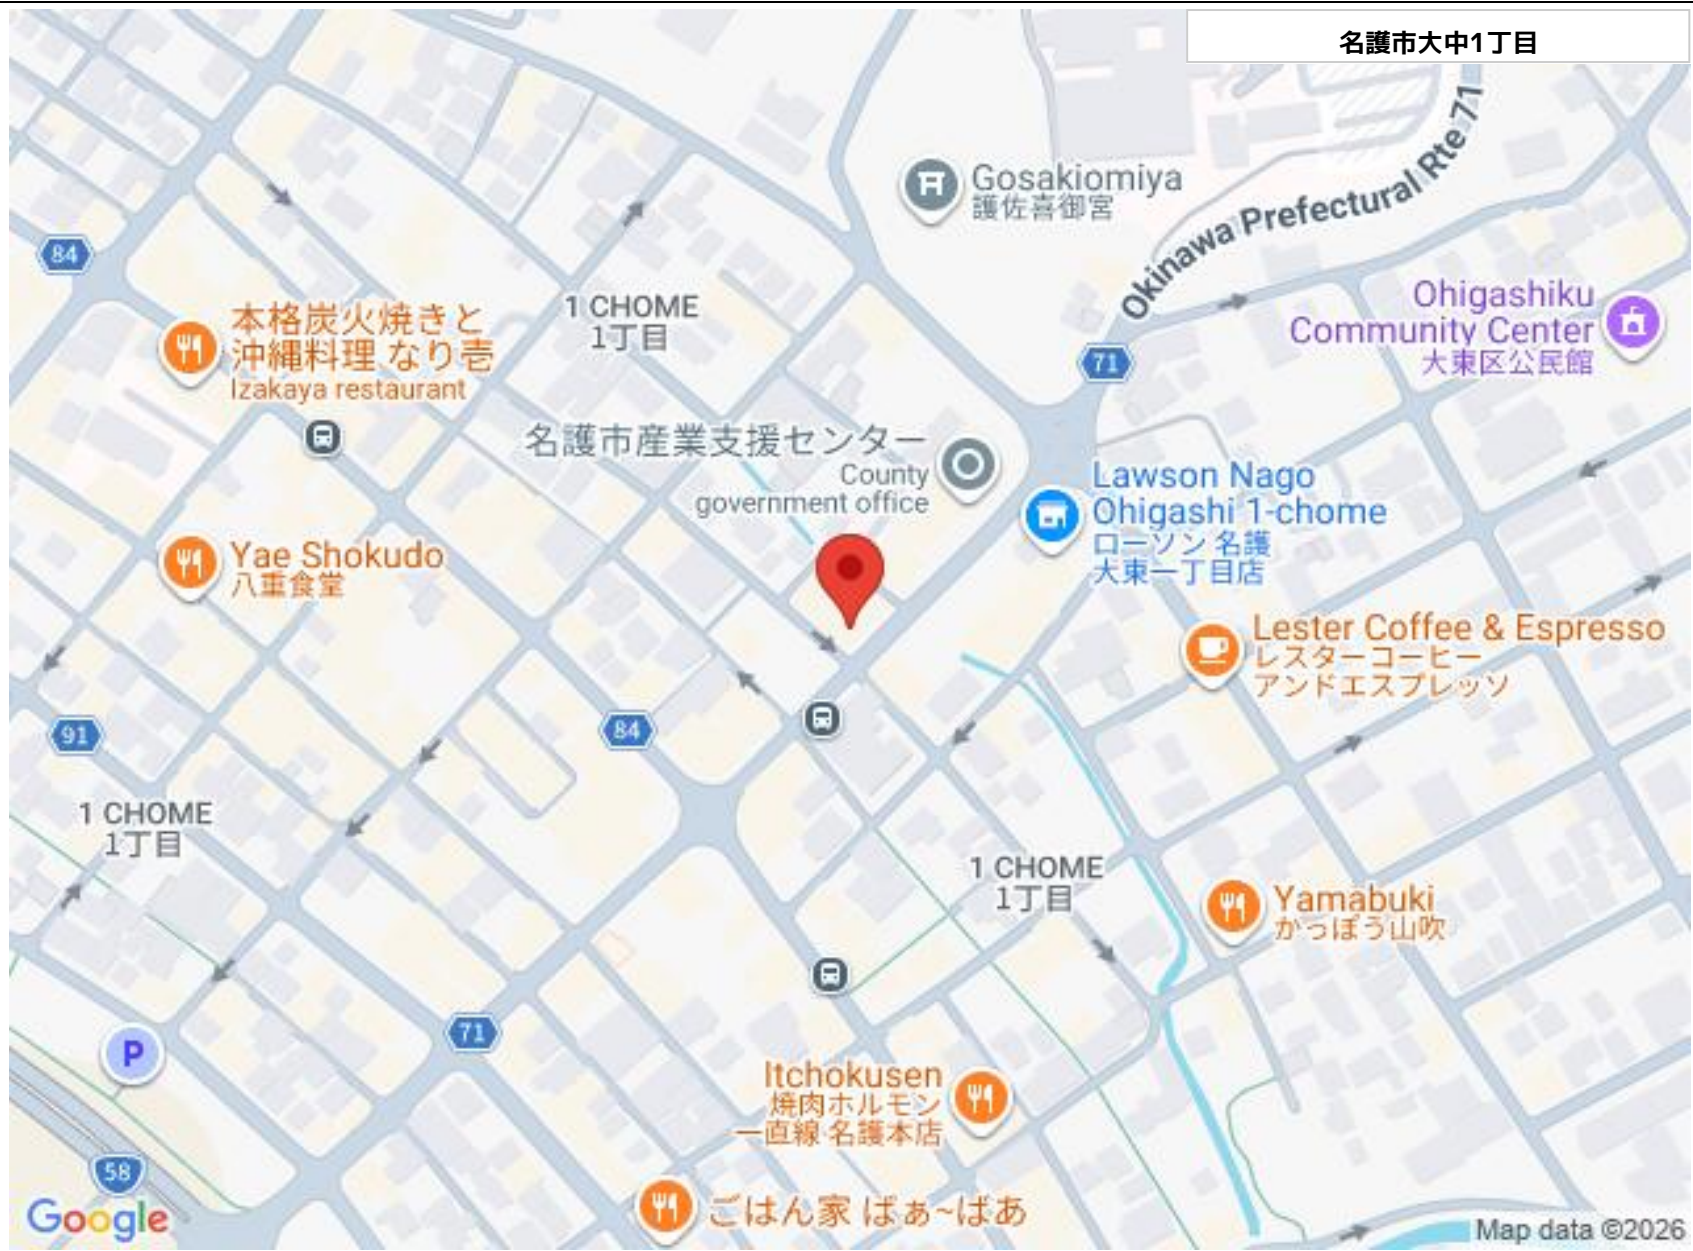 名護市大中1丁目
Okinawa Prefectural Rte 71
Gosakiomiya
護佐喜御宮
84
1 CHOME
1丁目
Ohigashiku
Community Center
大東区公民館
本格炭火焼きと
沖縄料理 なり壱
Izakaya restaurant
71
名護市産業支援センター
County
government office
Lawson Nago
Ohigashi 1-chome
ローソン 名護
大東一丁目店
Yae Shokudo
八重食堂
Lester Coffee & Espresso
レスターコーヒー
アンドエスプレッソ
91
84
1 CHOME
1丁目
1 CHOME
1丁目
Yamabuki
かっぽう山吹
P
71
Itchokusen
焼肉ホルモン
一直線 名護本店
58
Google
ごはん家 ばぁ~ばあ
Map data ©2026